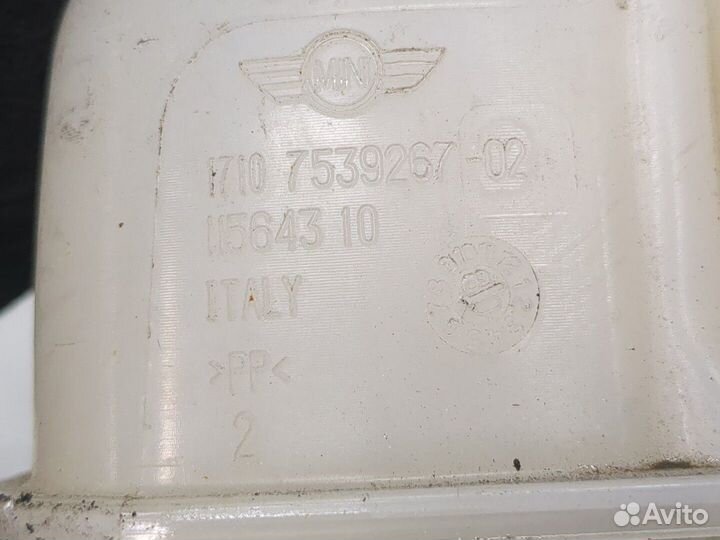 MINI
1710 7539267-02
115643 10
ITALY
>PP<
2
Avito